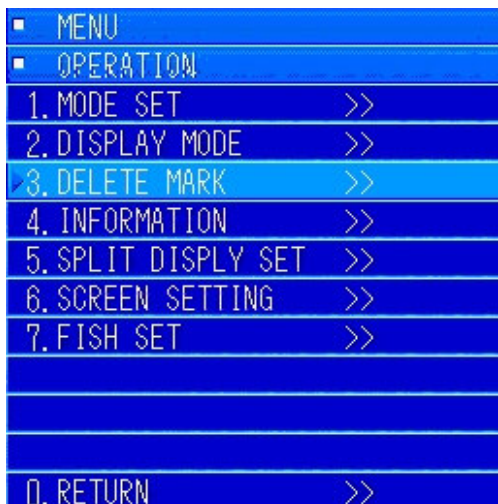 MENU
OPERATION
1.MODE SET >>
2.DISPLAY MODE >>
3.DELETE MARK >>
4.INFORMATION >>
5.SPLIT DISPLY SET >>
6.SCREEN SETTING >>
7.FISH SET >>
0.RETURN >>